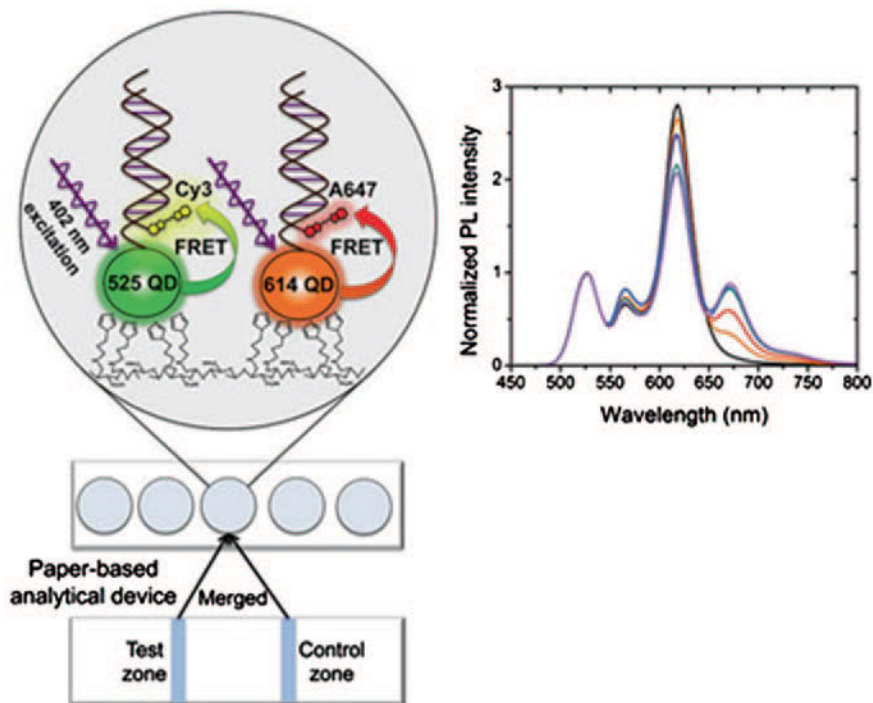 Cy3
A647
402 nm
excitation
FRET
FRET
525 QD
614 QD
Paper-based
analytical device
Merged
Test
zone
Control
zone
Normalized PL intensity
3
2
1
0
450 500 550 600 650 700 750 800
Wavelength (nm)